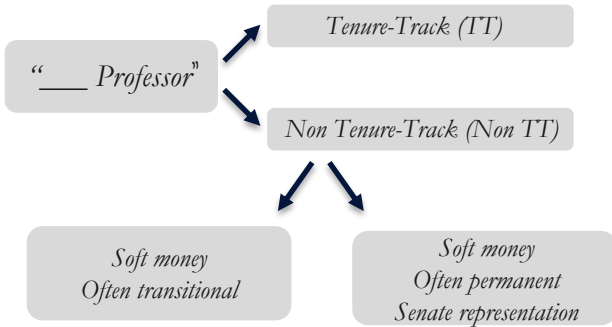 “___ Professor”
Tenure-Track (TT)
Non Tenure-Track (Non TT)
Soft money
Often transitional
Soft money
Often permanent
Senate representation